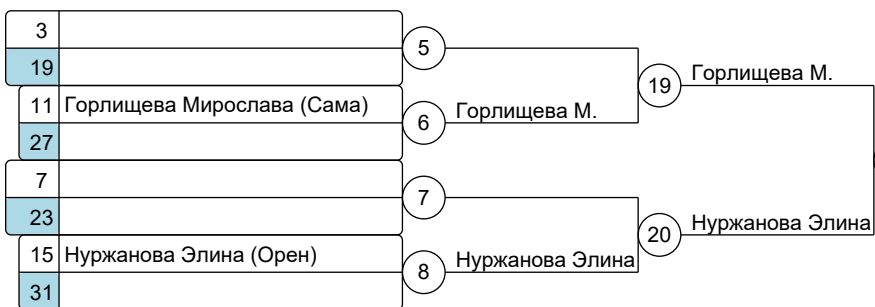 3
19
11 Горлищева Мирослава (Сама)
27
7
23
15 Нуржанова Элина (Орен)
31
5
6
7
8
Горлищева М.
Нуржанова Элина
19
20
Горлищева М.
Нуржанова Элина